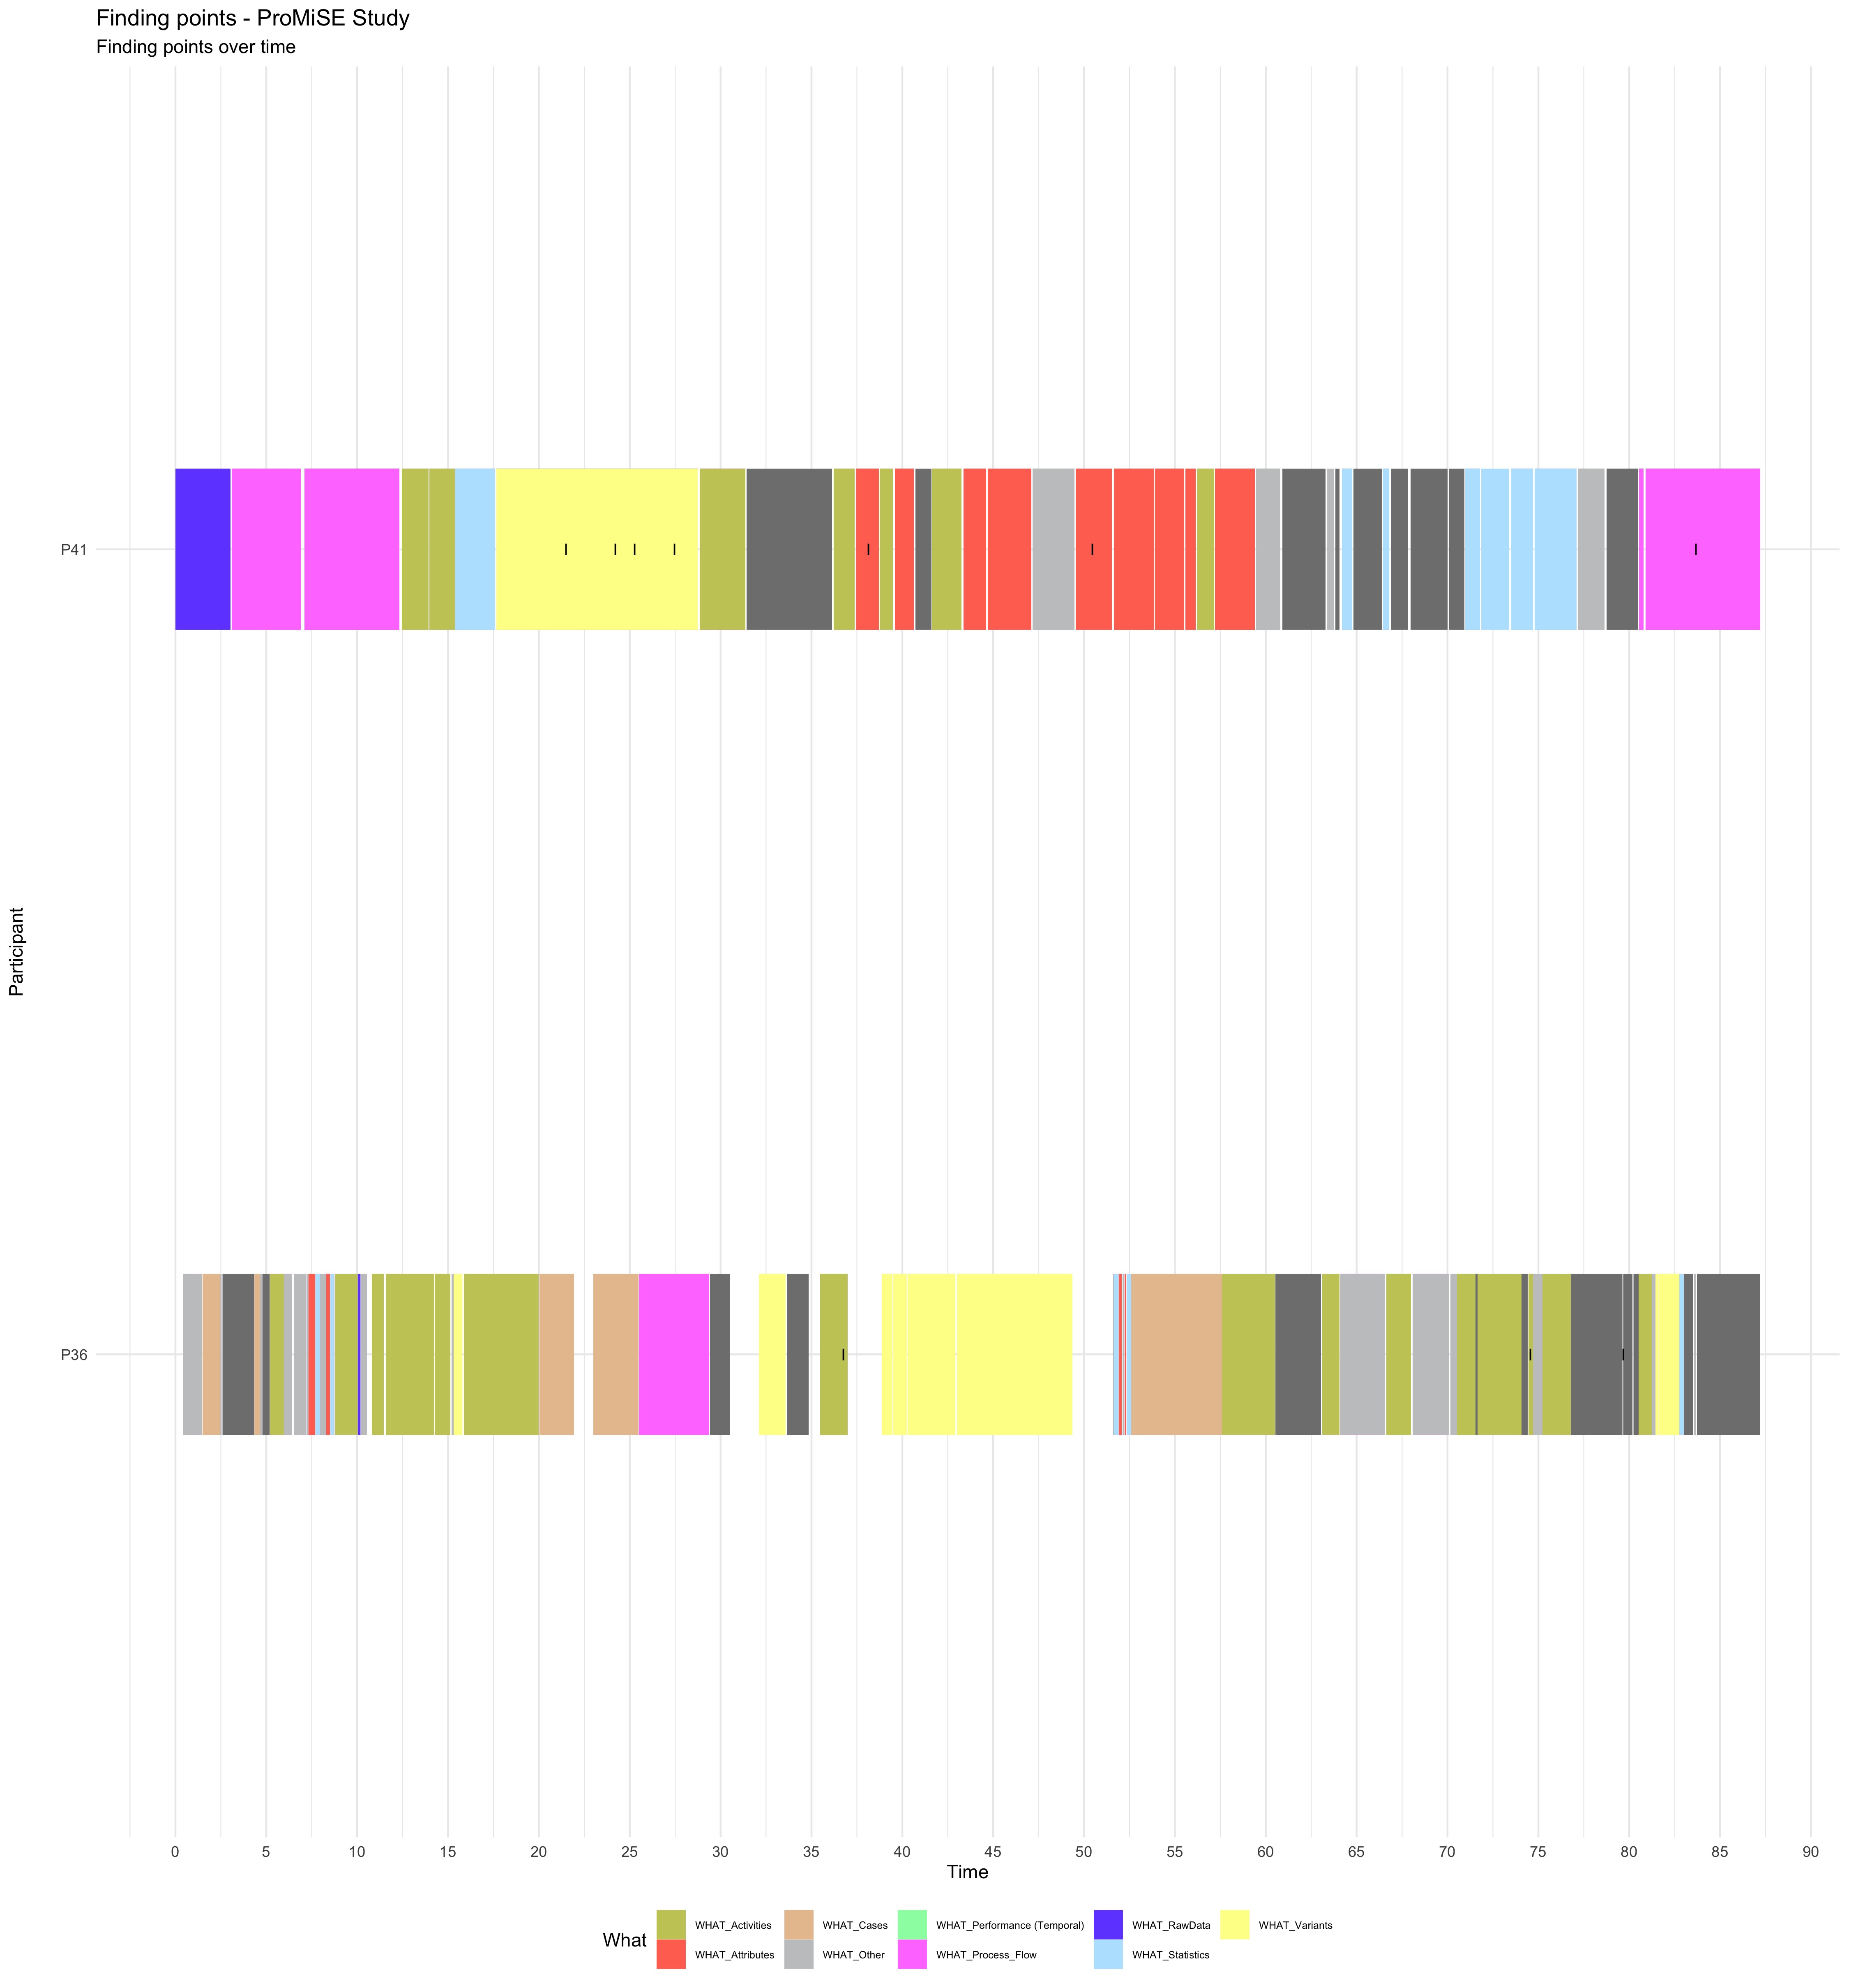 Finding points - ProMiSE Study
Finding points over time
Participant
P41
P36
0 5 10 15 20 25 30 35 40 45 50 55 60 65 70 75 80 85 90
Time
What
WHAT_Activities WHAT_Cases WHAT_Performance (Temporal) WHAT_RawData WHAT_Variants
WHAT_Attributes WHAT_Other WHAT_Process_Flow WHAT_Statistics